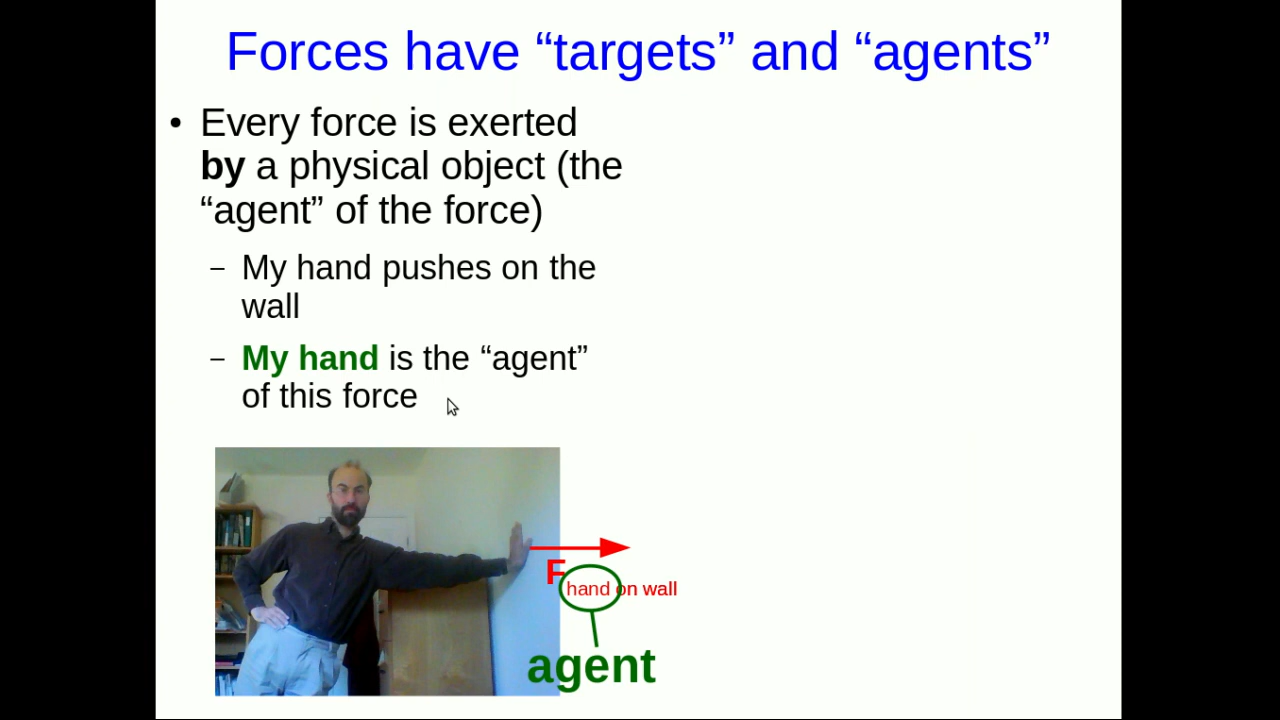 Forces have “targets” and “agents”
• Every force is exerted
by a physical object (the
“agent” of the force)
– My hand pushes on the
wall
– My hand is the “agent”
of this force
F hand on wall
agent